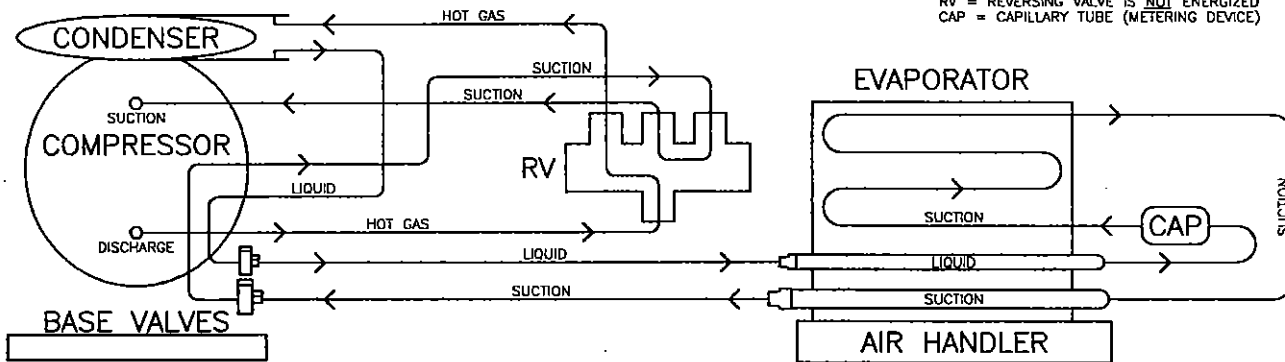 RV = REVERSING VALVE IS NOT ENERGIZED
CAP = CAPILLARY TUBE (METERING DEVICE)
HOT GAS
CONDENSER
SUCTION
EVAPORATOR
SUCTION
SUCTION
COMPRESSOR
RV
LIQUID
SUCTION
HOT GAS
SUCTION
CAP
DISCHARGE
LIQUID
LIQUID
SUCTION
SUCTION
BASE VALVES
AIR HANDLER